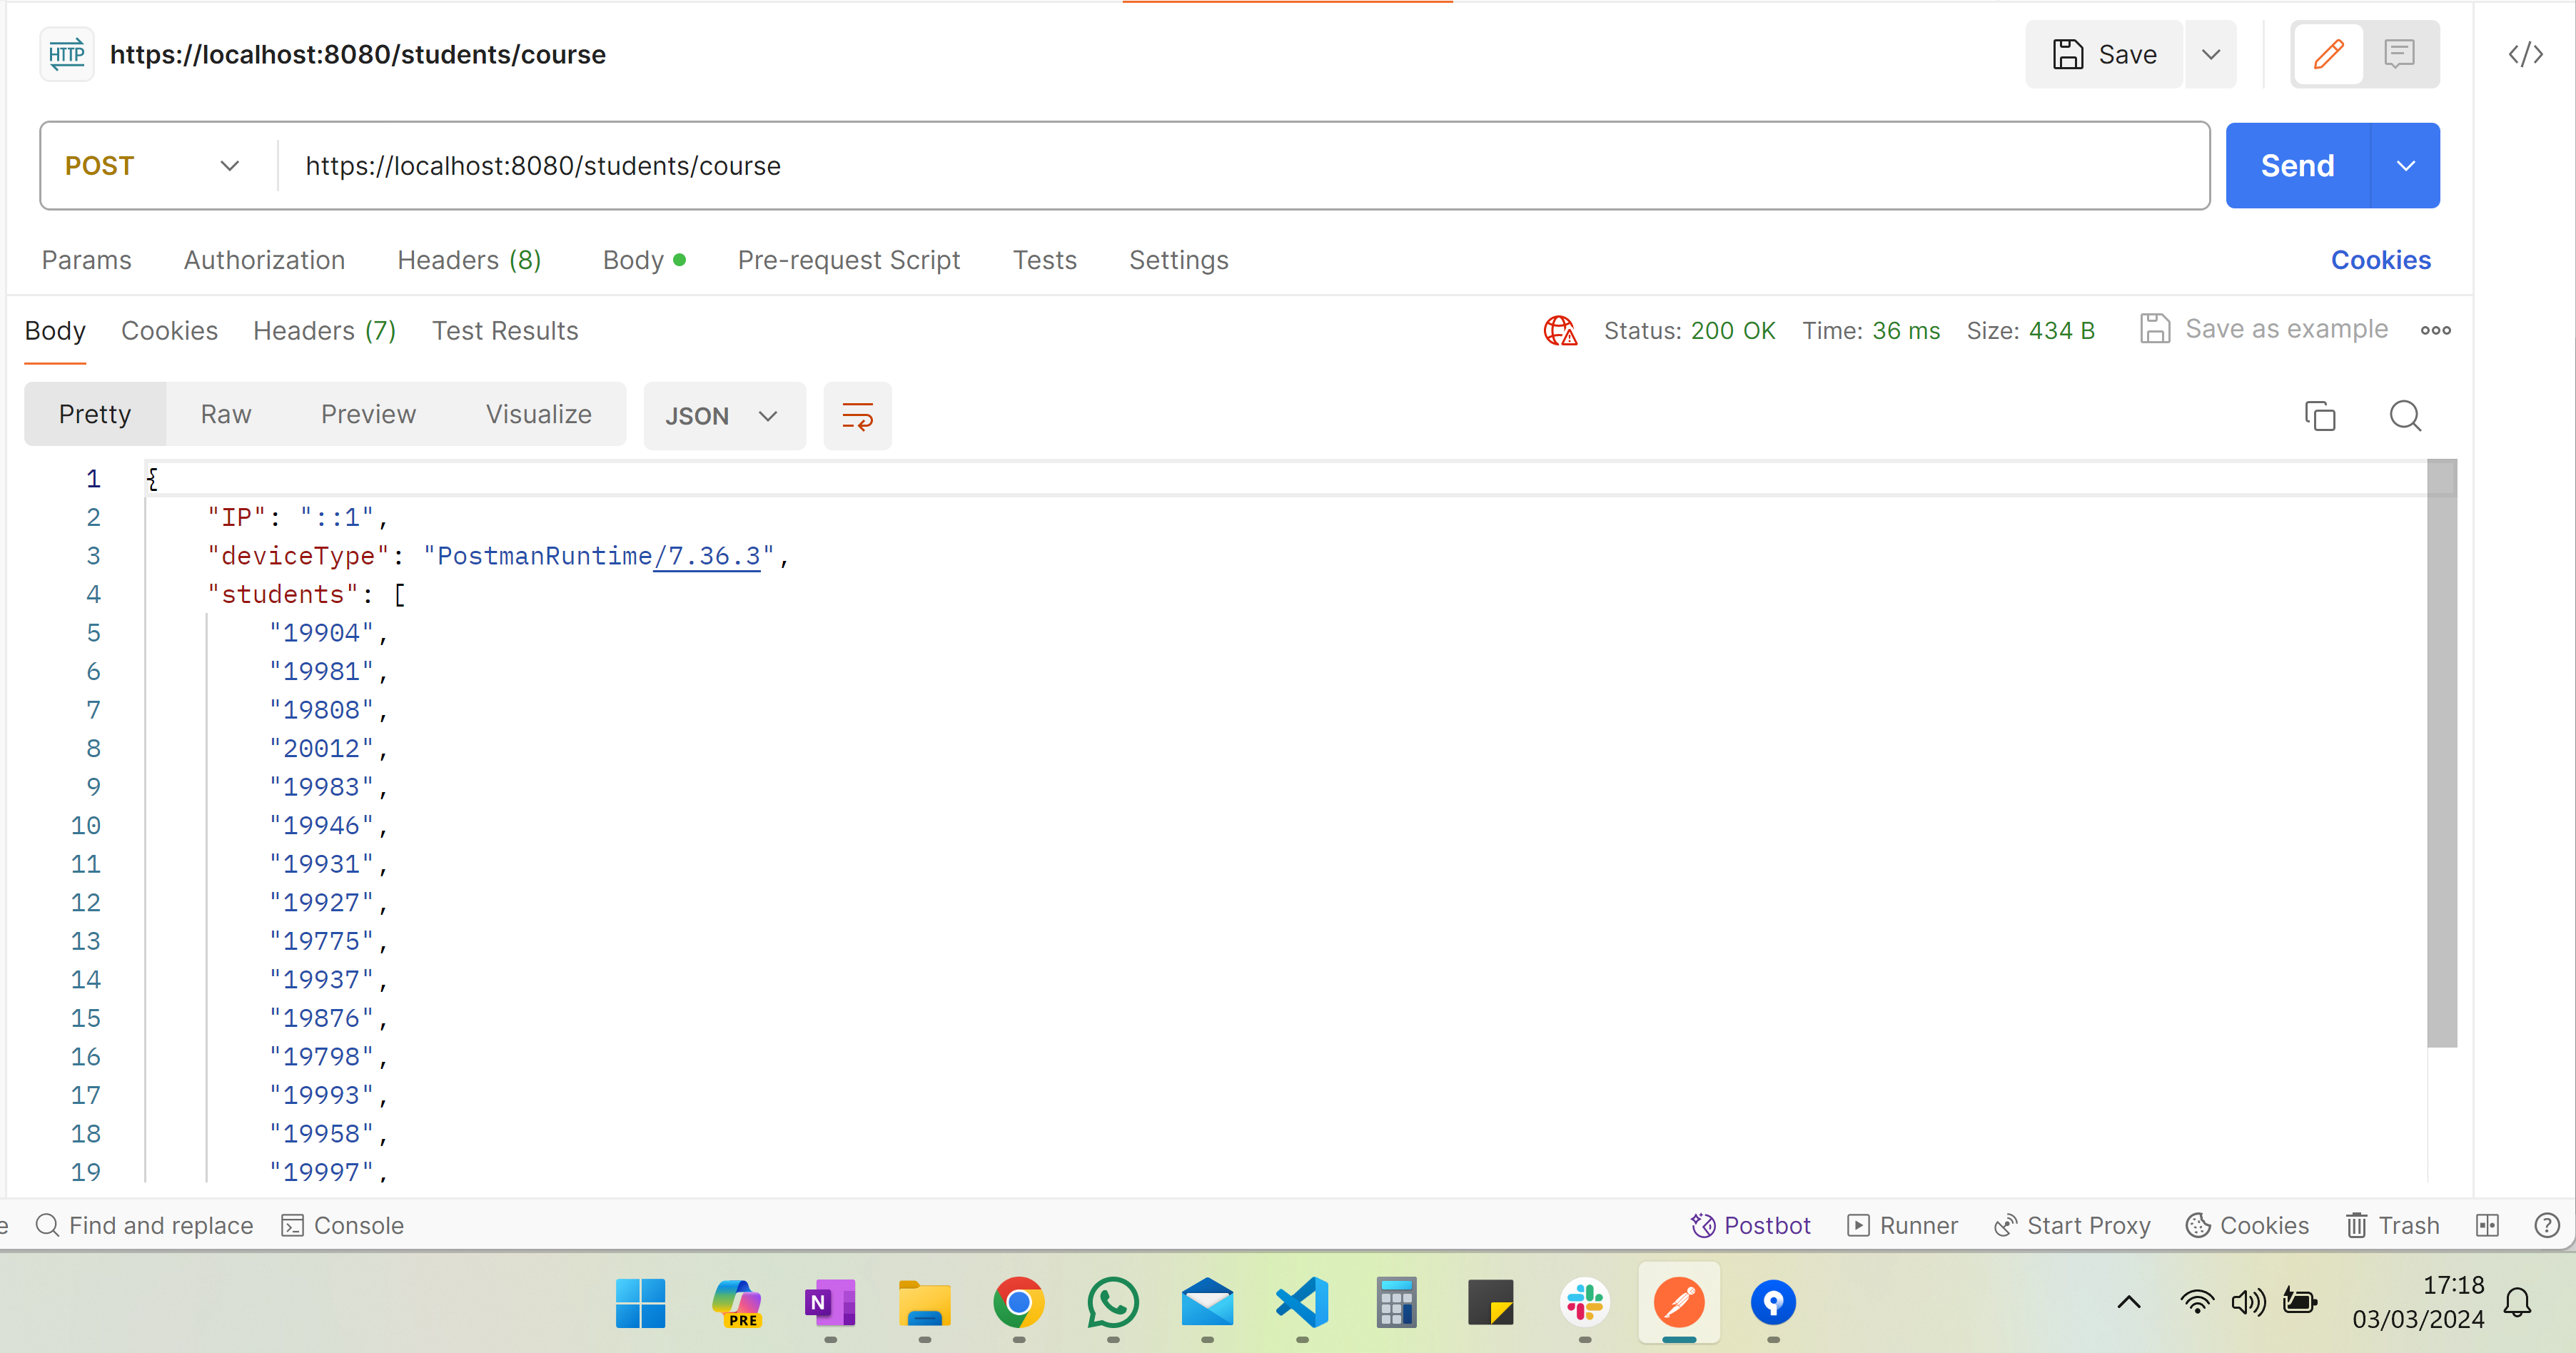 HTTP https://localhost:8080/students/course Save
POST https://localhost:8080/students/course Send
Params Authorization Headers (8) Body Pre-request Script Tests Settings Cookies
Body Cookies Headers (7) Test Results Status: 200 OK Time: 36 ms Size: 434 B Save as example
Pretty Raw Preview Visualize JSON
1 {
2 "IP": "::1",
3 "deviceType": "PostmanRuntime/7.36.3",
4 "students": [
5 "19904",
6 "19981",
7 "19808",
8 "20012",
9 "19983",
10 "19946",
11 "19931",
12 "19927",
13 "19775",
14 "19937",
15 "19876",
16 "19798",
17 "19993",
18 "19958",
19 "19997",
e Find and replace Console Postbot Runner Start Proxy Cookies Trash
N PRE
17:18
03/03/2024